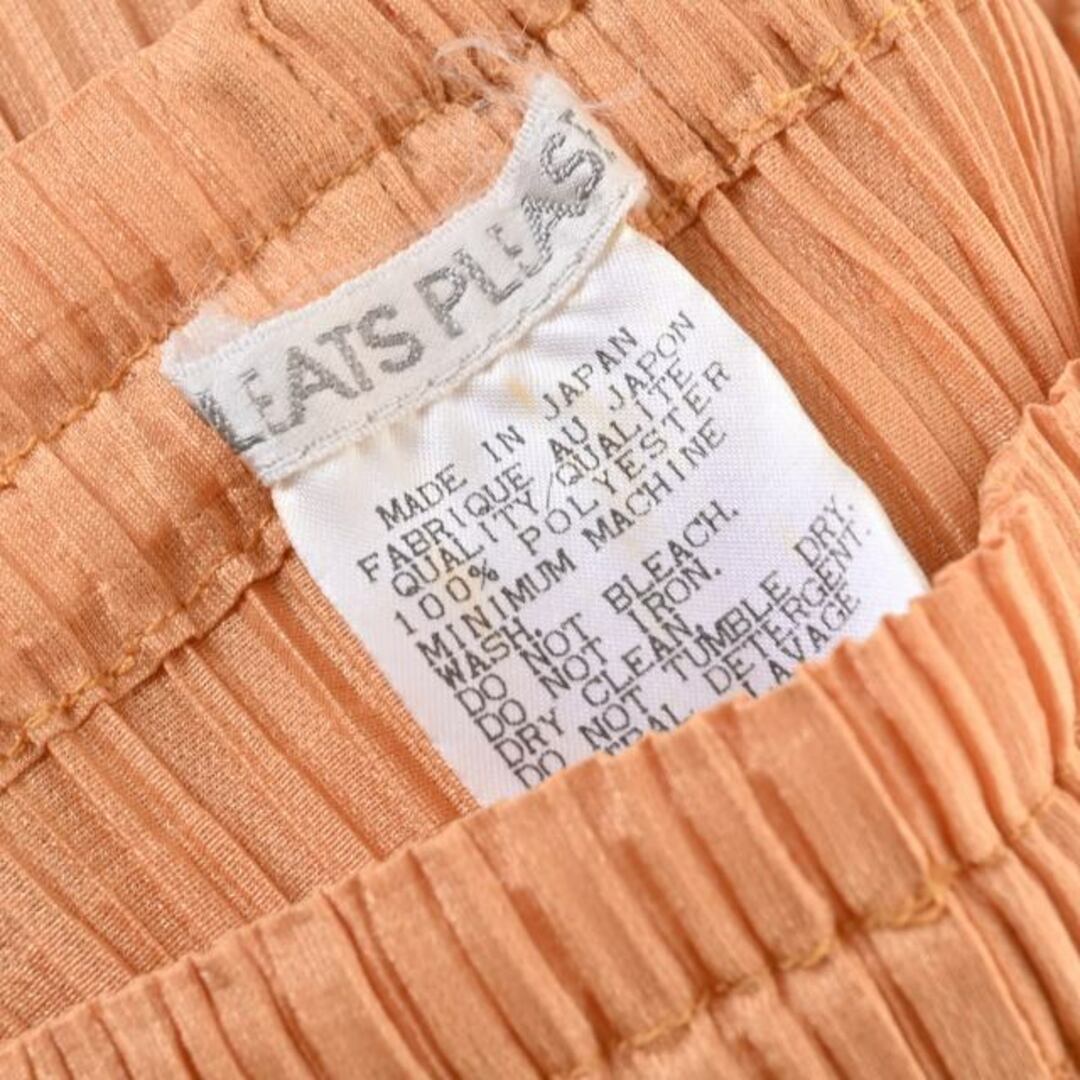 LEATS PLEAS
MADE IN JAPAN
FABRIQUE AU JAPON
QUALITY/QUALITE
100% POLYESTER
MINIMUM MACHINE
WASH.
DO NOT BLEACH.
DO NOT IRON.
DRY CLEAN.
DO NOT TUMBLE DRY.
DETERGENT.
LAVAGE